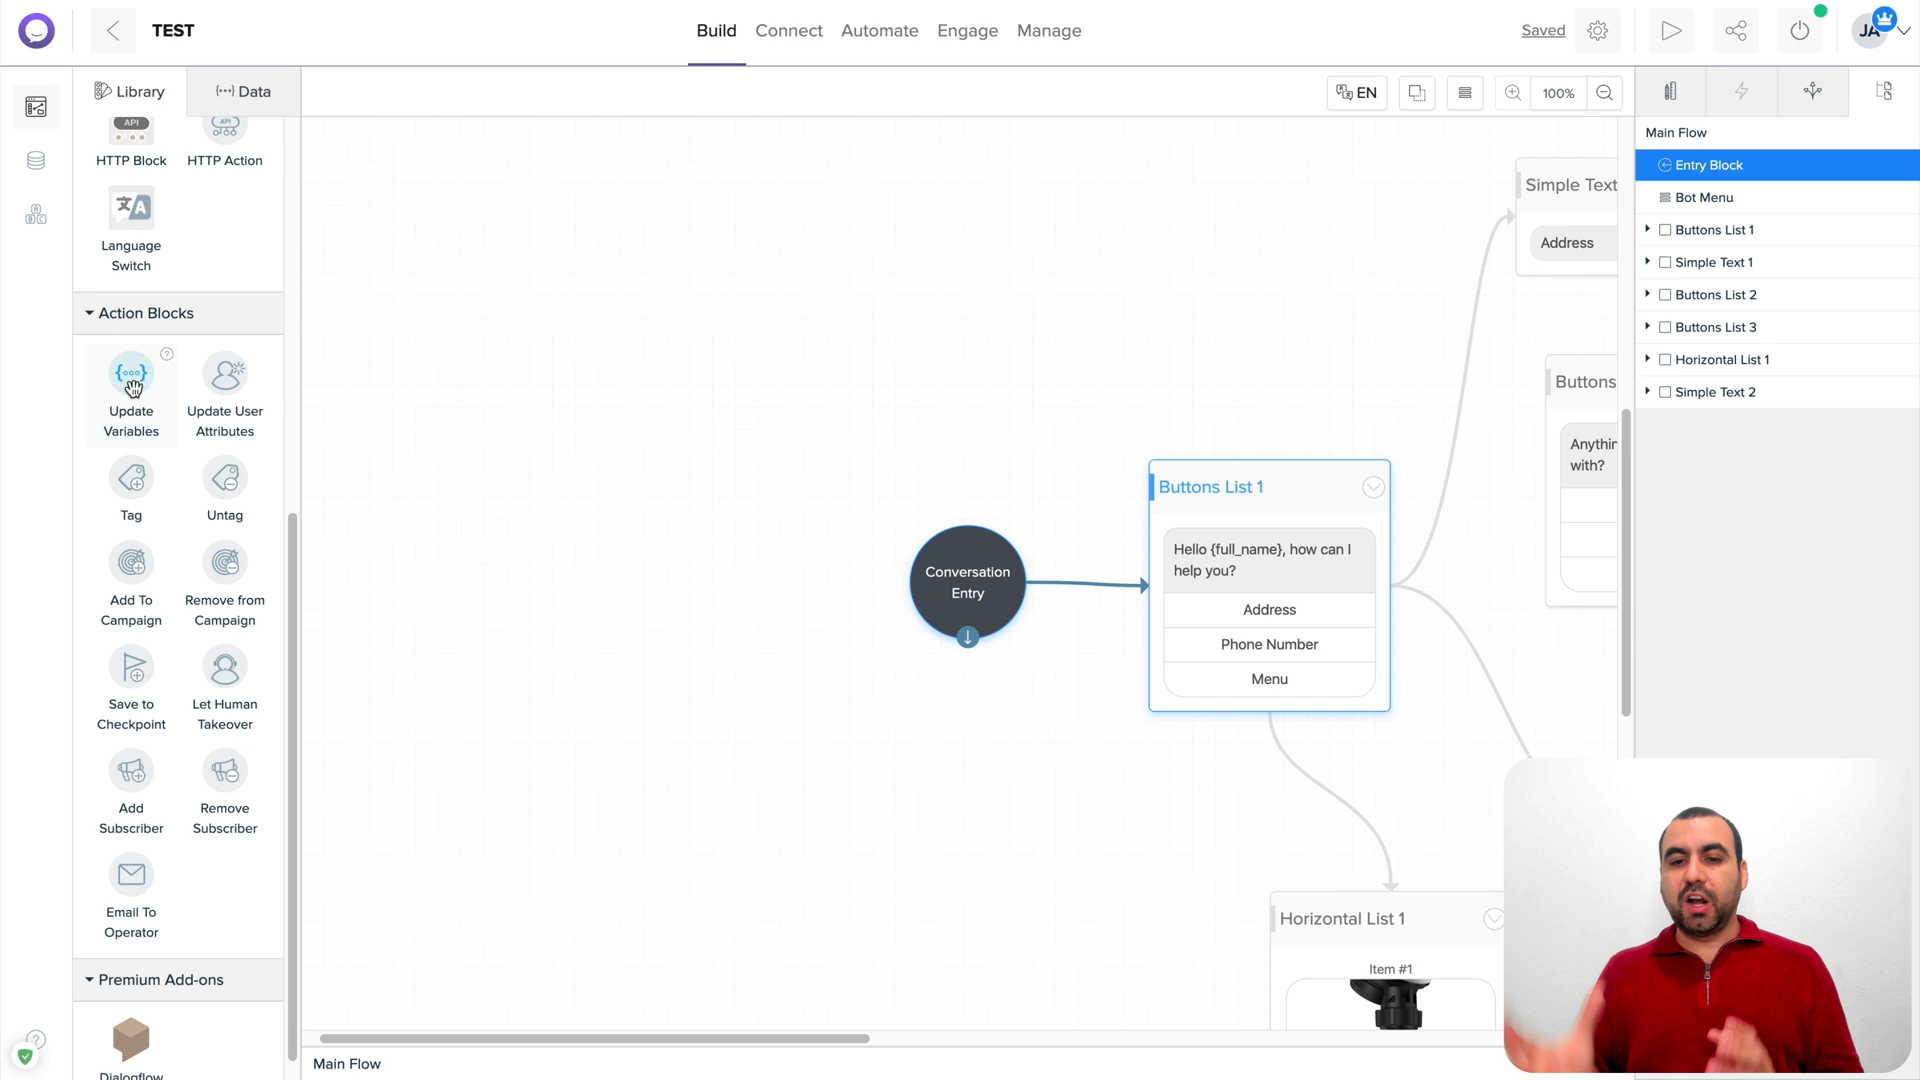 TEST
Build
Connect
Automate
Engage
Manage
Saved
JA
Library
Data
EN
100%
API
API
HTTP Block
HTTP Action
Language
Switch
Action Blocks
Update
Variables
Update User
Attributes
Tag
Untag
Add To
Campaign
Remove from
Campaign
Save to
Checkpoint
Let Human
Takeover
Add
Subscriber
Remove
Subscriber
Email To
Operator
Premium Add-ons
Dialogflow
Conversation
Entry
Buttons List 1
Hello {full_name}, how can I
help you?
Address
Phone Number
Menu
Simple Text
Address
Buttons
Anythin
with?
Horizontal List 1
Item #1
Main Flow
Main Flow
Entry Block
Bot Menu
Buttons List 1
Simple Text 1
Buttons List 2
Buttons List 3
Horizontal List 1
Simple Text 2